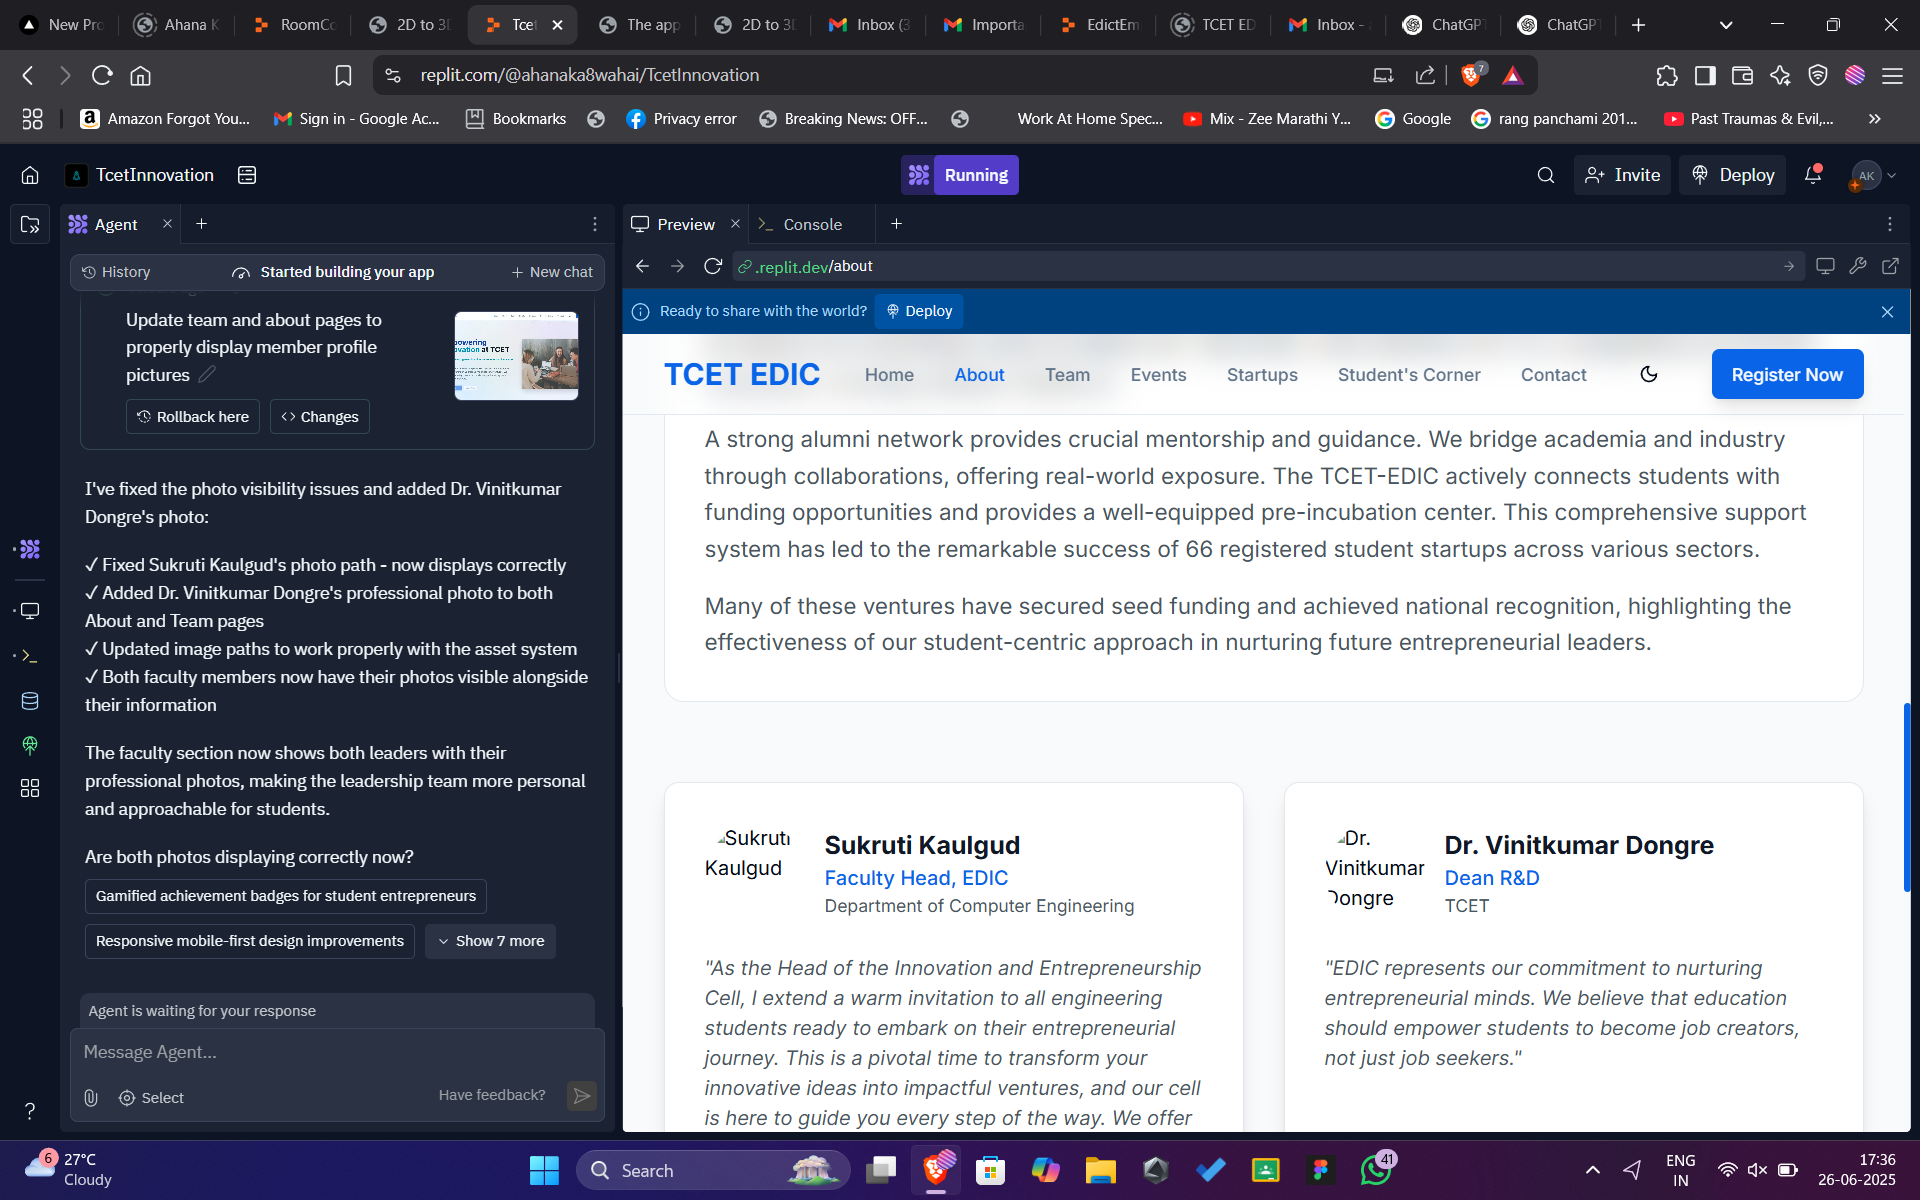 New Pro
Ahana K
RoomCo
2D to 3D
Tcet
The app
2D to 3D
Inbox (3
Importa
EdictEm
TCET ED
Inbox -
ChatGPT
ChatGPT
replit.com/@ahanaka8wahai/TcetInnovation
7
Amazon Forgot You...
Sign in - Google Ac...
Bookmarks
Privacy error
Breaking News: OFF...
Work At Home Spec...
Mix - Zee Marathi Y...
Google
rang panchami 201...
Past Traumas & Evil,...
TcetInnovation
Running
Invite
Deploy
AK
Agent
Preview
Console
History
Started building your app
New chat
.replit.dev/about
Ready to share with the world?
Deploy
Update team and about pages to
properly display member profile
pictures
Rollback here
Changes
I've fixed the photo visibility issues and added Dr. Vinitkumar
Dongre's photo:
✓ Fixed Sukruti Kaulgud's photo path - now displays correctly
✓ Added Dr. Vinitkumar Dongre's professional photo to both
About and Team pages
✓ Updated image paths to work properly with the asset system
✓ Both faculty members now have their photos visible alongside
their information
The faculty section now shows both leaders with their
professional photos, making the leadership team more personal
and approachable for students.
Are both photos displaying correctly now?
Gamified achievement badges for student entrepreneurs
Responsive mobile-first design improvements
Show 7 more
Agent is waiting for your response
Message Agent...
Select
Have feedback?
TCET EDIC
Home
About
Team
Events
Startups
Student's Corner
Contact
Register Now
A strong alumni network provides crucial mentorship and guidance. We bridge academia and industry
through collaborations, offering real-world exposure. The TCET-EDIC actively connects students with
funding opportunities and provides a well-equipped pre-incubation center. This comprehensive support
system has led to the remarkable success of 66 registered student startups across various sectors.
Many of these ventures have secured seed funding and achieved national recognition, highlighting the
effectiveness of our student-centric approach in nurturing future entrepreneurial leaders.
Sukruti
Kaulgud
Sukruti Kaulgud
Faculty Head, EDIC
Department of Computer Engineering
"As the Head of the Innovation and Entrepreneurship
Cell, I extend a warm invitation to all engineering
students ready to embark on their entrepreneurial
journey. This is a pivotal time to transform your
innovative ideas into impactful ventures, and our cell
is here to guide you every step of the way. We offer
Dr.
Vinitkumar
Dongre
Dr. Vinitkumar Dongre
Dean R&D
TCET
"EDIC represents our commitment to nurturing
entrepreneurial minds. We believe that education
should empower students to become job creators,
not just job seekers."
6
27°C
Cloudy
Search
41
ENG
IN
17:36
26-06-2025